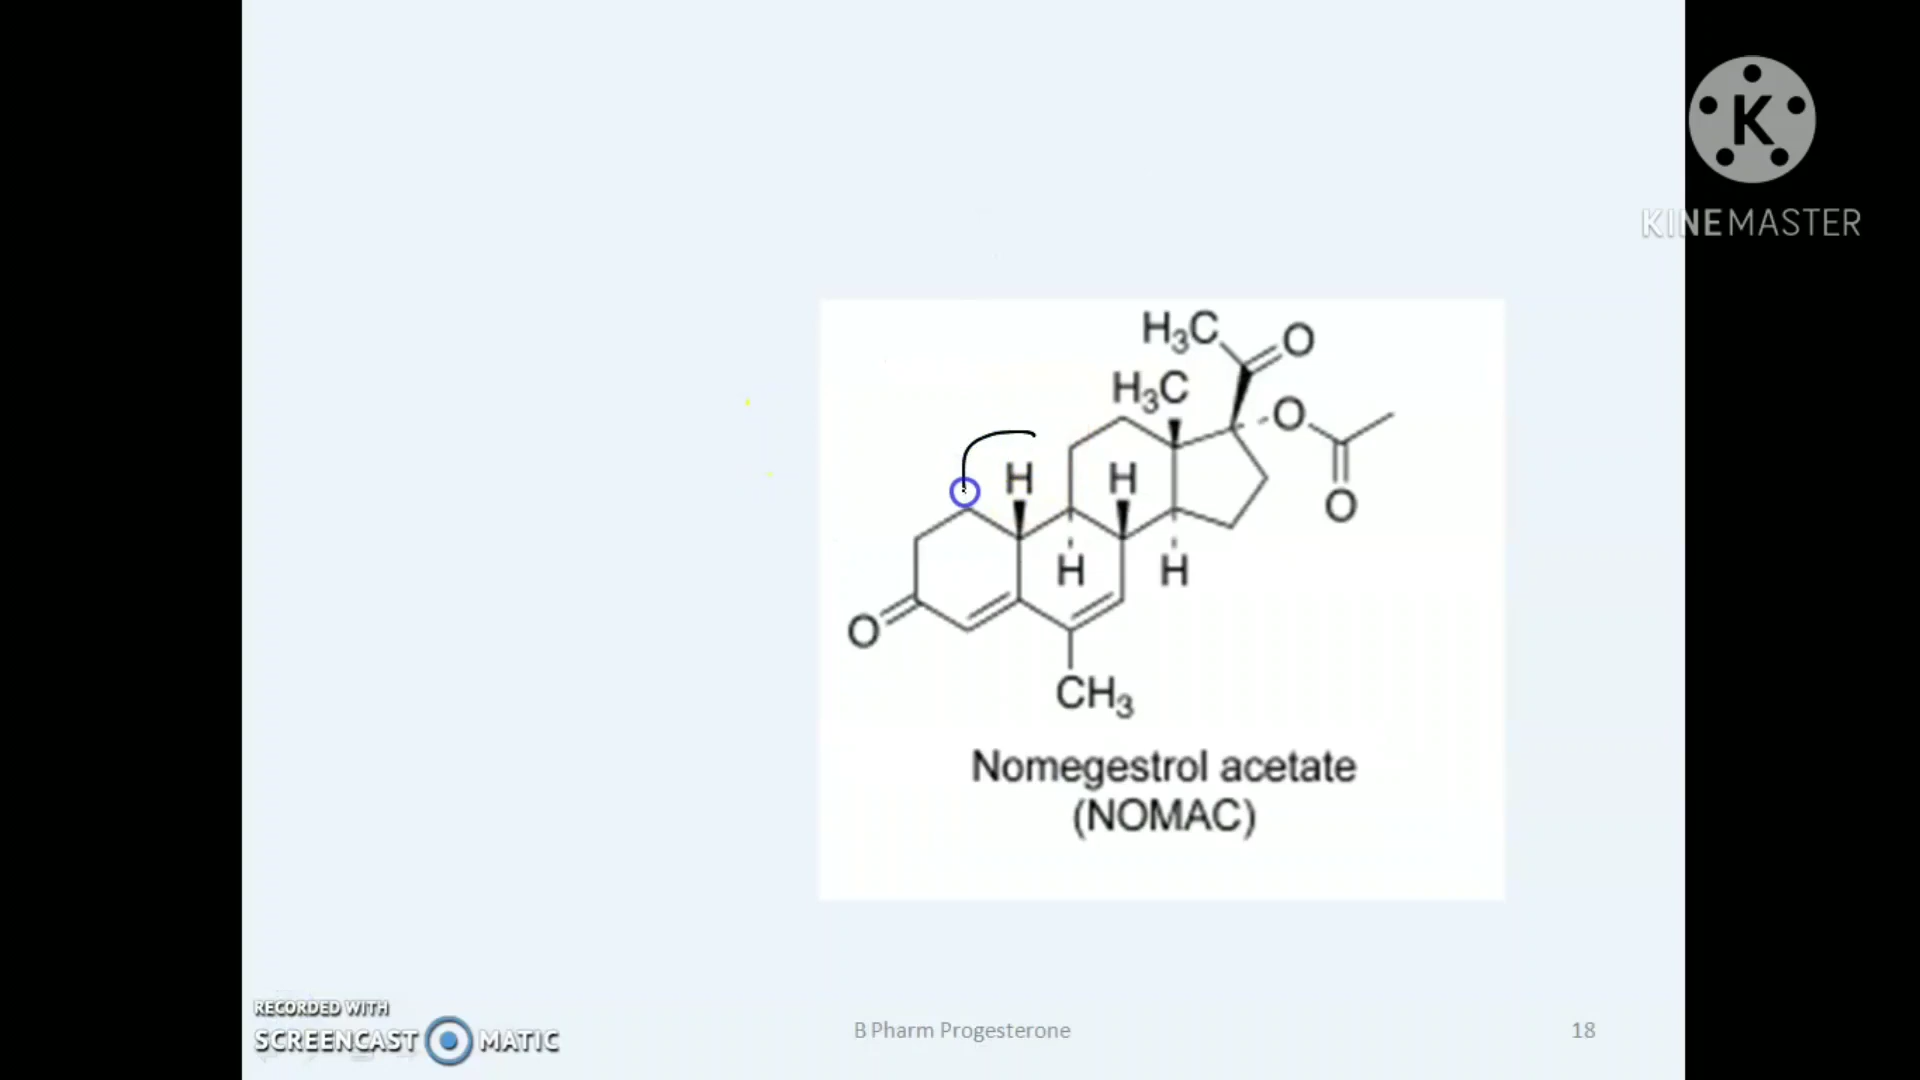 K
KINEMASTER
H₃C
O
H₃C
O
H
H
O
H
H
O
CH₃
Nomegestrol acetate
(NOMAC)
RECORDED WITH
SCREENCAST MATIC
B Pharm Progesterone
18